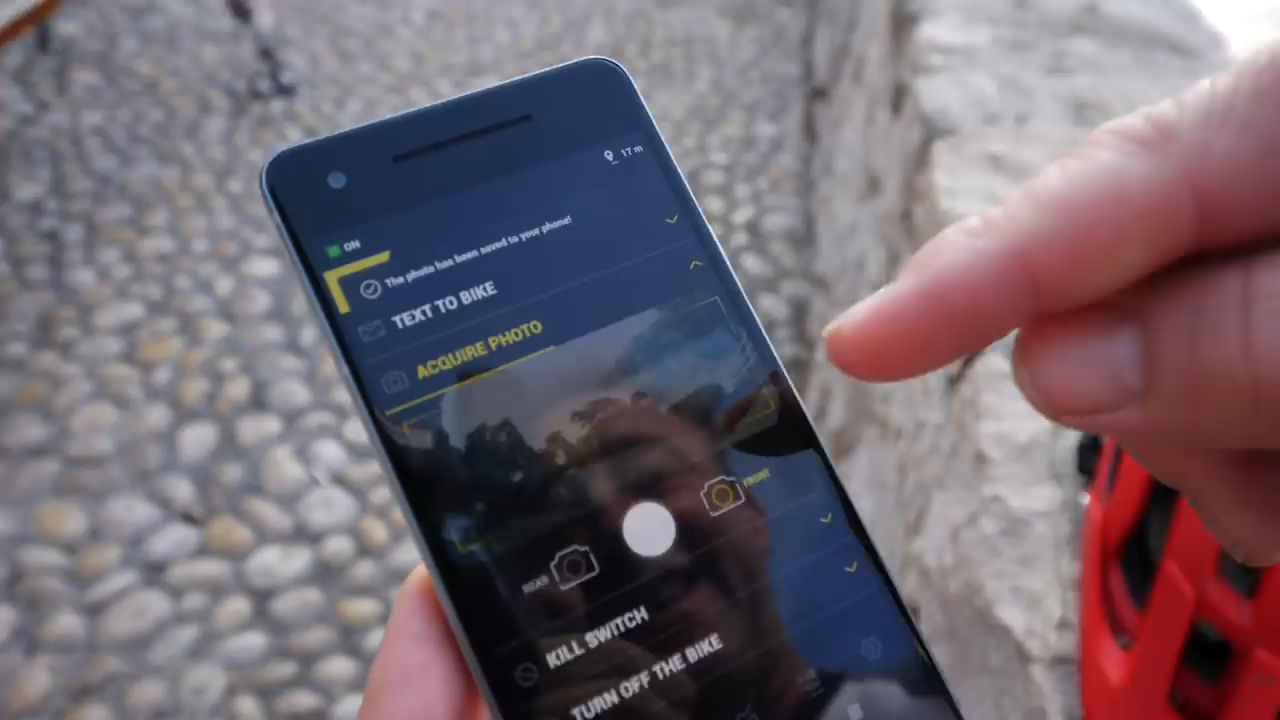 17 m
ON
The photo has been saved to your phone!
TEXT TO BIKE
ACQUIRE PHOTO
FRONT
REAR
KILL SWITCH
TURN OFF THE BIKE